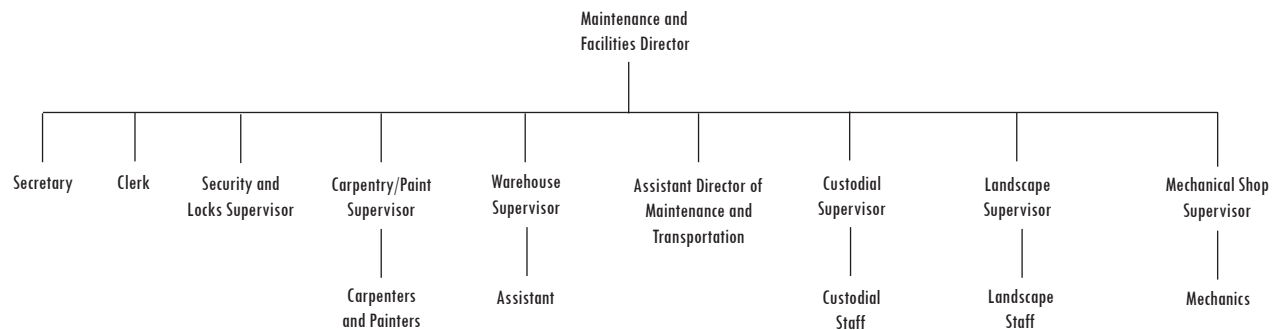 Maintenance and
Facilities Director
Secretary
Clerk
Security and
Locks Supervisor
Carpentry/Paint
Supervisor
Warehouse
Supervisor
Assistant Director of
Maintenance and
Transportation
Custodial
Supervisor
Landscape
Supervisor
Mechanical Shop
Supervisor
Carpenters
and Painters
Assistant
Custodial
Staff
Landscape
Staff
Mechanics